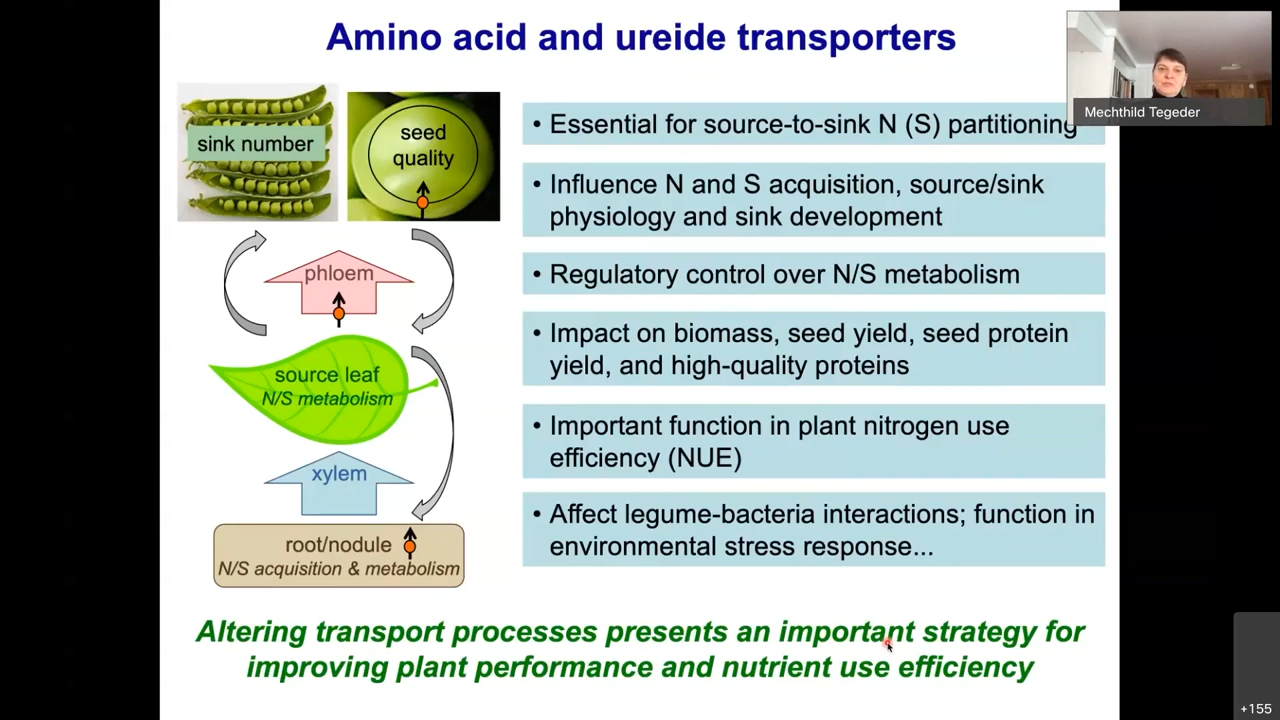 Amino acid and ureide transporters
Mechthild Tegeder
sink number
seed
quality
phloem
source leaf
N/S metabolism
xylem
root/nodule
N/S acquisition & metabolism
• Essential for source-to-sink N (S) partitioning
• Influence N and S acquisition, source/sink
physiology and sink development
• Regulatory control over N/S metabolism
• Impact on biomass, seed yield, seed protein
yield, and high-quality proteins
• Important function in plant nitrogen use
efficiency (NUE)
• Affect legume-bacteria interactions; function in
environmental stress response...
Altering transport processes presents an important strategy for
improving plant performance and nutrient use efficiency
+155